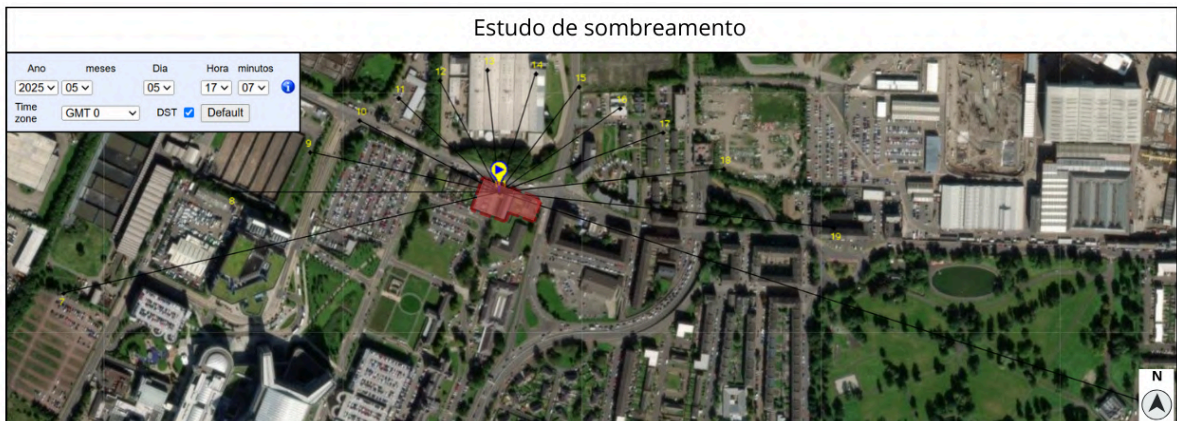 Estudo de sombreamento
Ano meses Dia Hora minutos
2025 05 05 17 07
Time zone GMT 0 DST Default
12 13 14 15
11 16
10 17
9 18
8
19
7
N